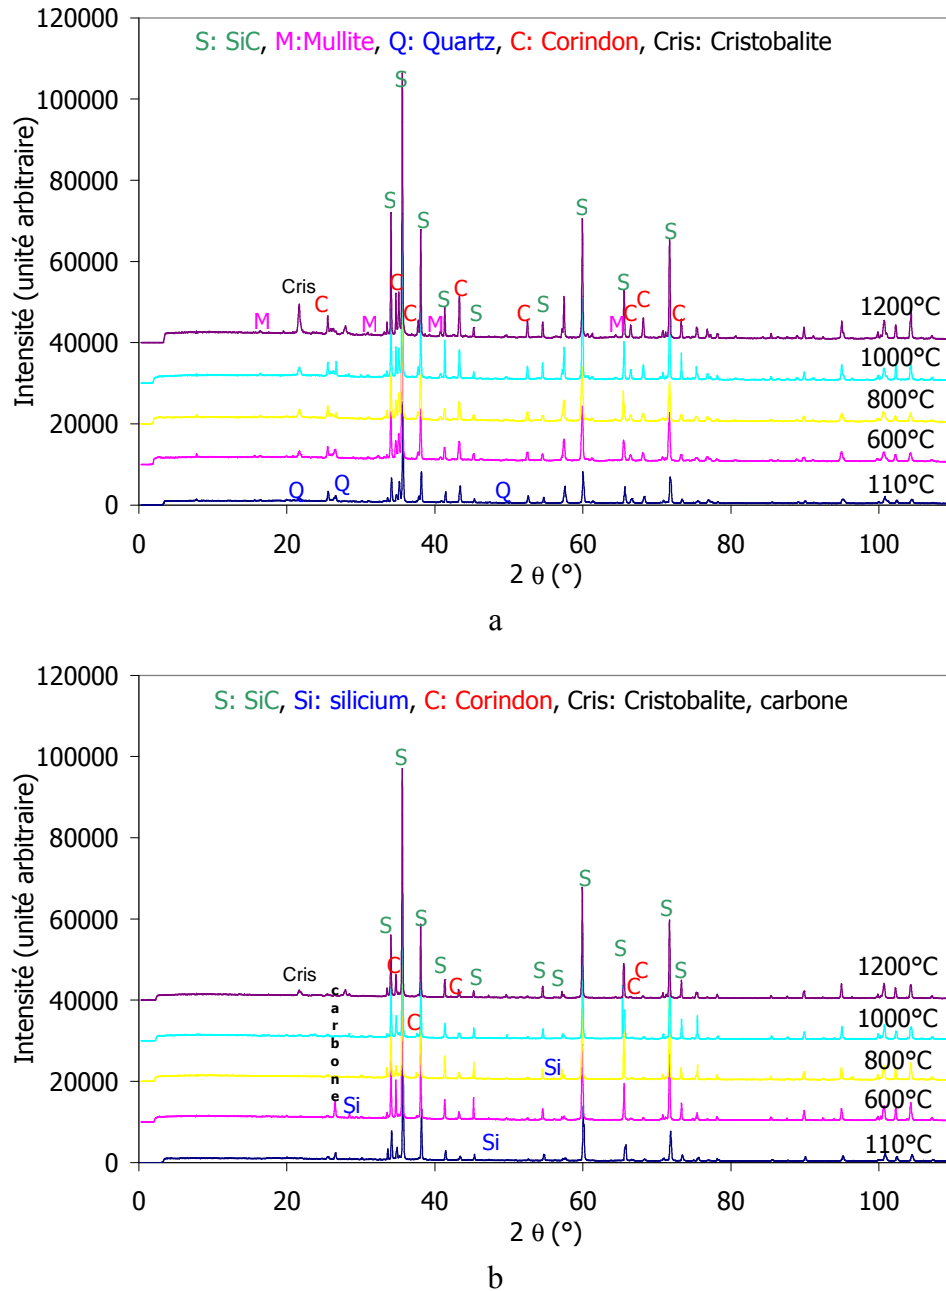 120000
S: SiC, M:Mullite, Q: Quartz, C: Corindon, Cris: Cristobalite
S
100000
80000
S
S
S
S
60000
Cris
C
C
C
C
S
S
S
C
S
C
C
C
1200°C
M
M
M
M
40000
1000°C
800°C
20000
600°C
Q
Q
Q
110°C
0
0
20
40
60
80
100
Intensité (unité arbitraire)
2 θ (°)
a
120000
S: SiC, Si: silicium, C: Corindon, Cris: Cristobalite, carbone
S
100000
80000
S
S
S
S
60000
Cris
C
S
C
S
S
S
S
C
C
S
1200°C
40000
carbone
C
1000°C
Si
800°C
20000
Si
600°C
Si
110°C
0
0
20
40
60
80
100
Intensité (unité arbitraire)
2 θ (°)
b